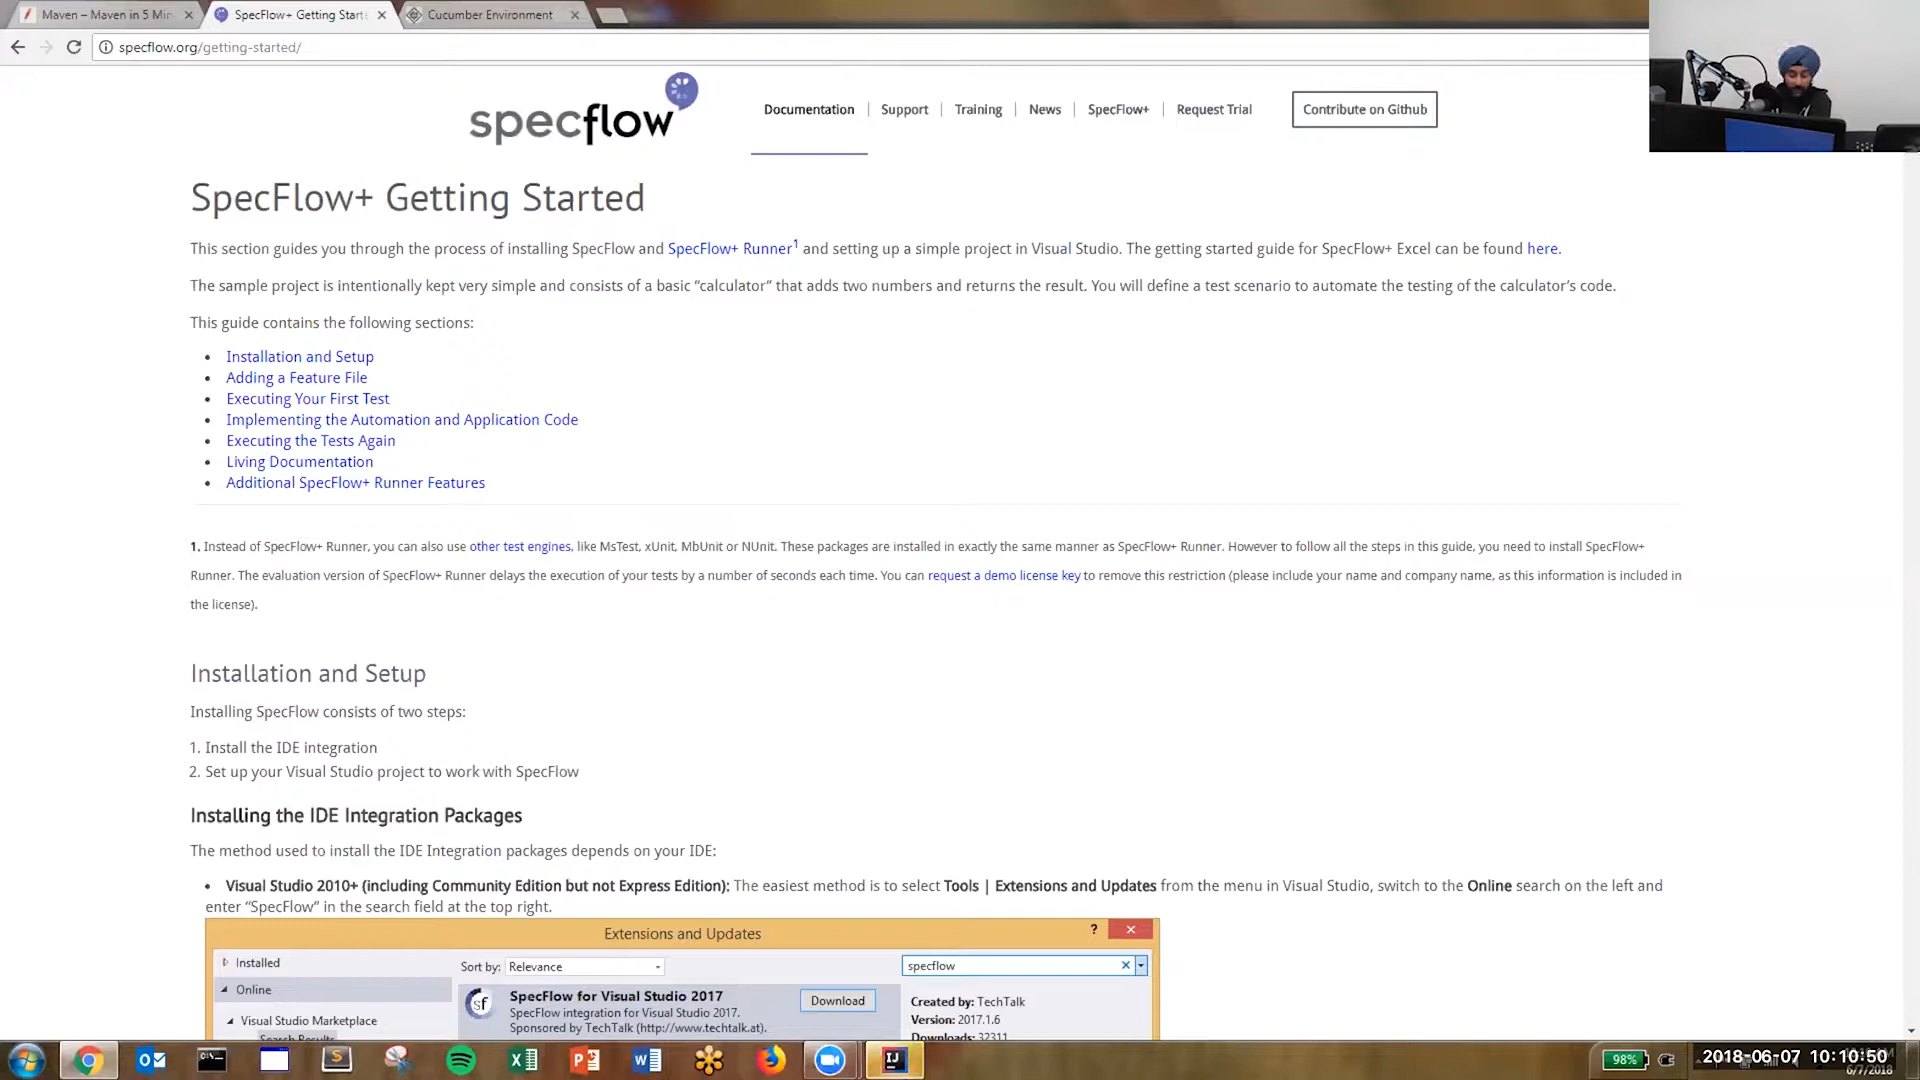 Maven – Maven in 5 Min
SpecFlow+ Getting Start
Cucumber Environment
specflow.org/getting-started/
specflow
Documentation
Support
Training
News
SpecFlow+
Request Trial
Contribute on Github
SpecFlow+ Getting Started
This section guides you through the process of installing SpecFlow and SpecFlow+ Runner1 and setting up a simple project in Visual Studio. The getting started guide for SpecFlow+ Excel can be found here.
The sample project is intentionally kept very simple and consists of a basic “calculator” that adds two numbers and returns the result. You will define a test scenario to automate the testing of the calculator’s code.
This guide contains the following sections:
• Installation and Setup
• Adding a Feature File
• Executing Your First Test
• Implementing the Automation and Application Code
• Executing the Tests Again
• Living Documentation
• Additional SpecFlow+ Runner Features
1. Instead of SpecFlow+ Runner, you can also use other test engines, like MsTest, xUnit, MbUnit or NUnit. These packages are installed in exactly the same manner as SpecFlow+ Runner. However to follow all the steps in this guide, you need to install SpecFlow+
Runner. The evaluation version of SpecFlow+ Runner delays the execution of your tests by a number of seconds each time. You can request a demo license key to remove this restriction (please include your name and company name, as this information is included in
the license).
Installation and Setup
Installing SpecFlow consists of two steps:
1. Install the IDE integration
2. Set up your Visual Studio project to work with SpecFlow
Installing the IDE Integration Packages
The method used to install the IDE Integration packages depends on your IDE:
• Visual Studio 2010+ (including Community Edition but not Express Edition): The easiest method is to select Tools | Extensions and Updates from the menu in Visual Studio, switch to the Online search on the left and
enter “SpecFlow” in the search field at the top right.
Extensions and Updates
?
Installed
Sort by: Relevance
specflow
Online
SpecFlow for Visual Studio 2017
Download
SpecFlow integration for Visual Studio 2017.
Sponsored by TechTalk (http://www.techtalk.at).
Created by: TechTalk
Version: 2017.1.6
Downloads: 32311
Visual Studio Marketplace
Search Results
98%
2018-06-07 10:10:50
6/7/2018